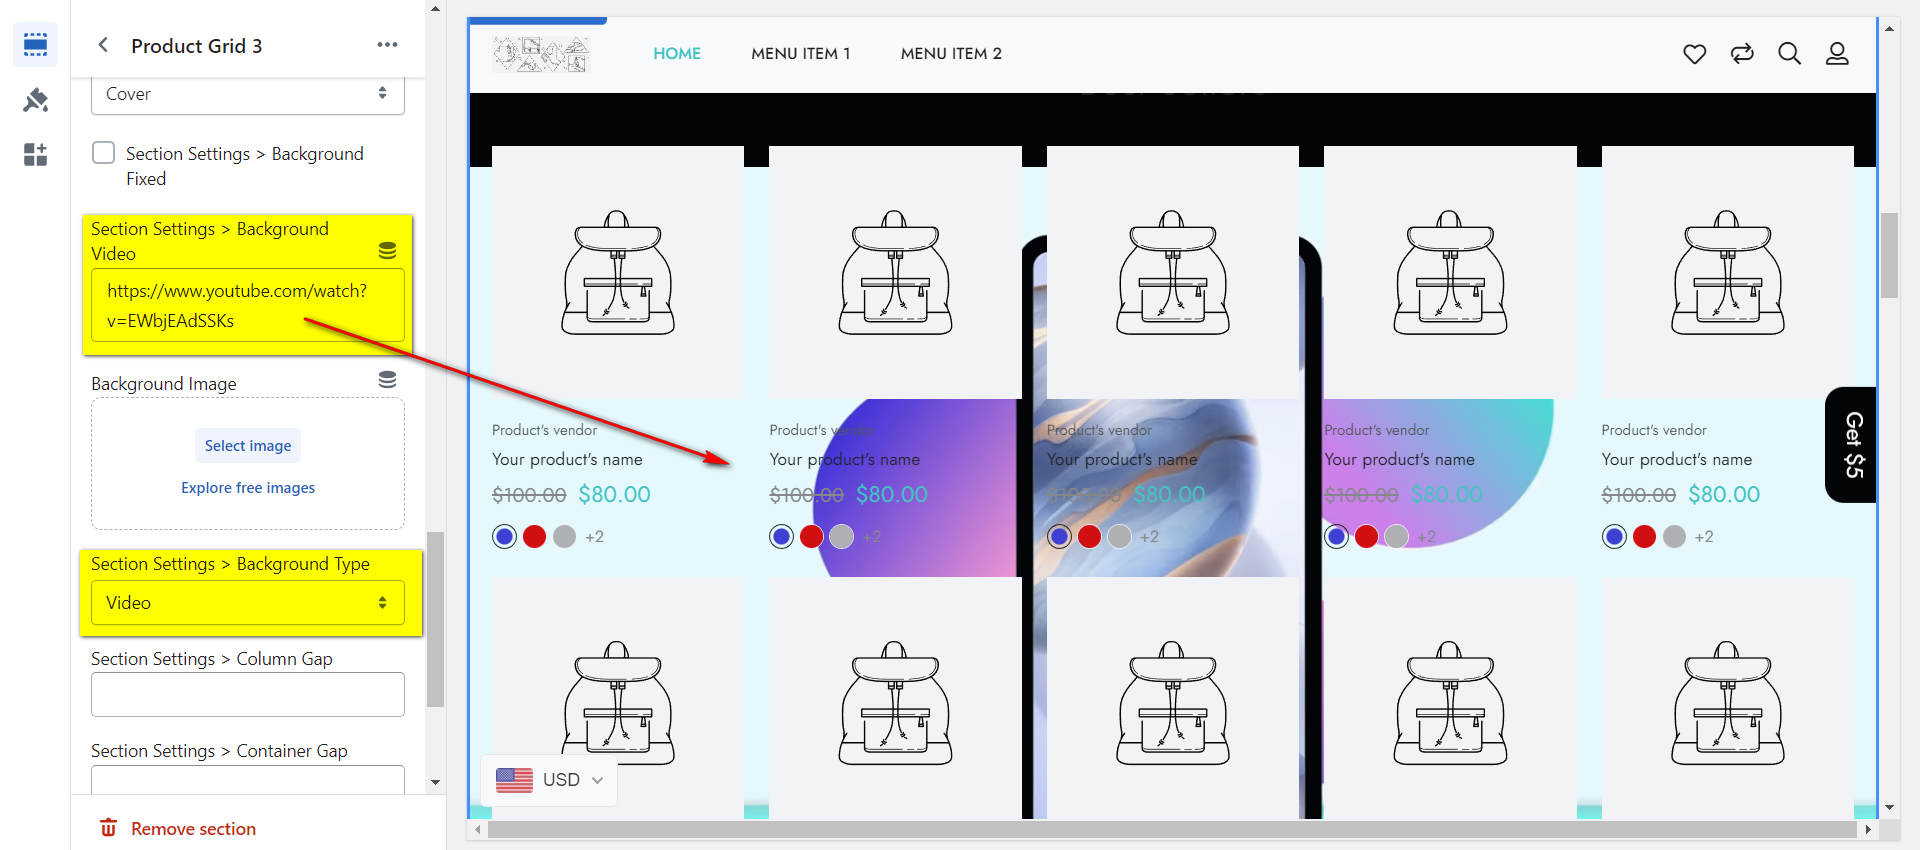 Product Grid 3
Cover
Section Settings > Background
Fixed
Section Settings > Background
Video
https://www.youtube.com/watch?
v=EWbjEAdSSKs
Background Image
Select image
Explore free images
Section Settings > Background Type
Video
Section Settings > Column Gap
Section Settings > Container Gap
Remove section
HOME MENU ITEM 1 MENU ITEM 2
Product's vendor Product's vendor Product's vendor Product's vendor Product's vendor
Your product's name Your product's name Your product's name Your product's name Your product's name
$100.00 $80.00 $100.00 $80.00 $100.00 $80.00 $100.00 $80.00 $100.00 $80.00
+2 +2 +2 +2 +2
Get $5
USD